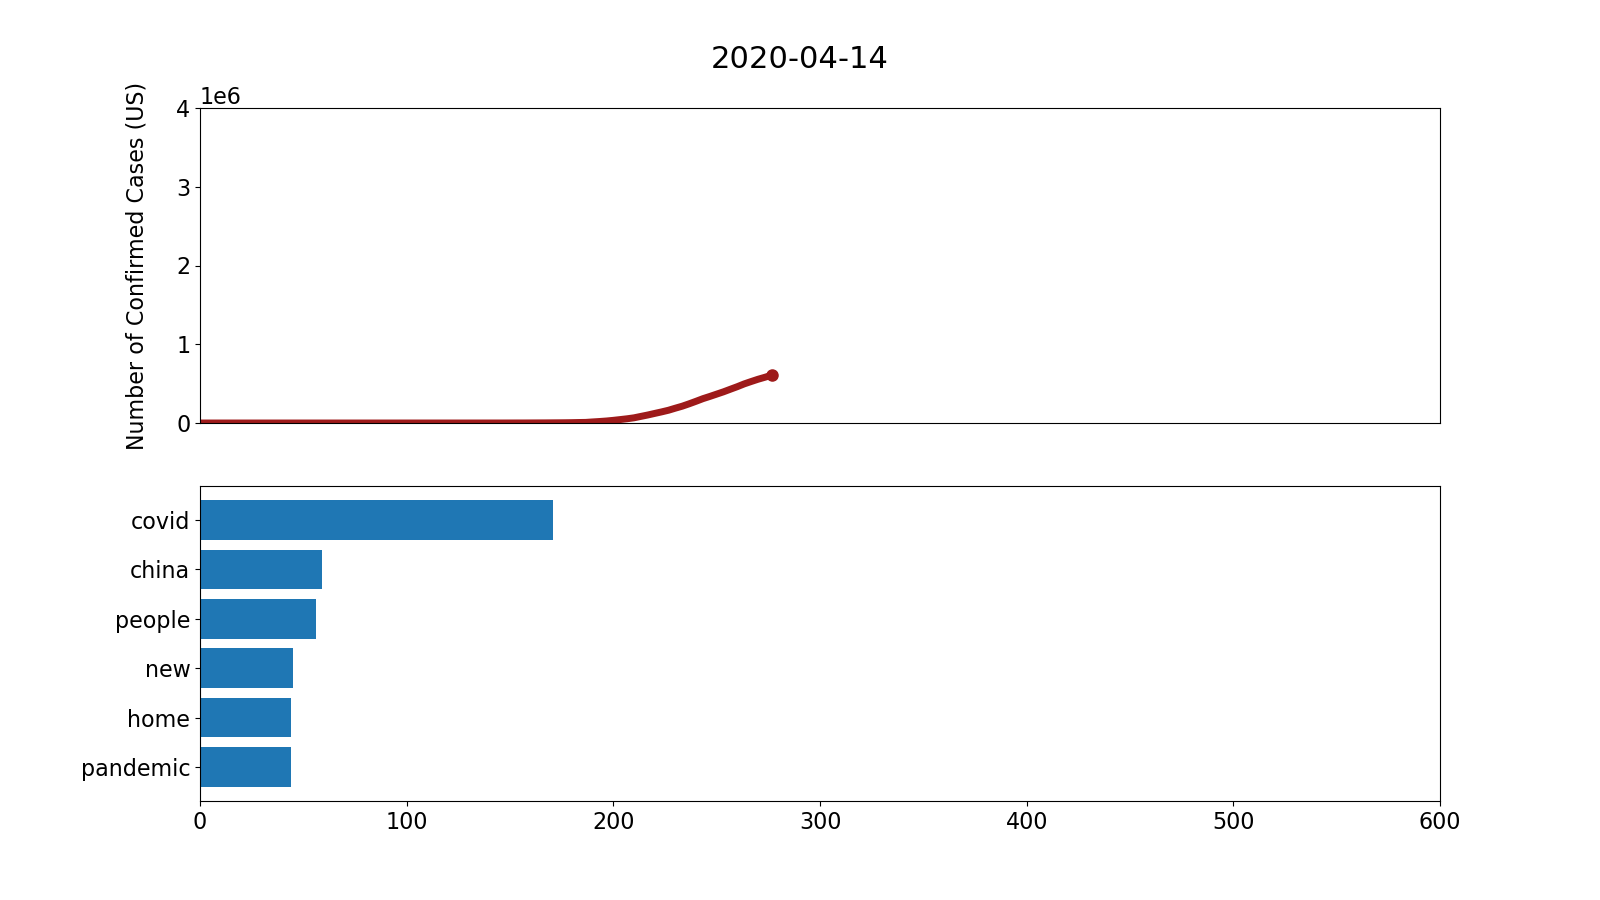 2020-04-14
1e6
Number of Confirmed Cases (US)
4
3
2
1
0
covid
china
people
new
home
pandemic
0 100 200 300 400 500 600